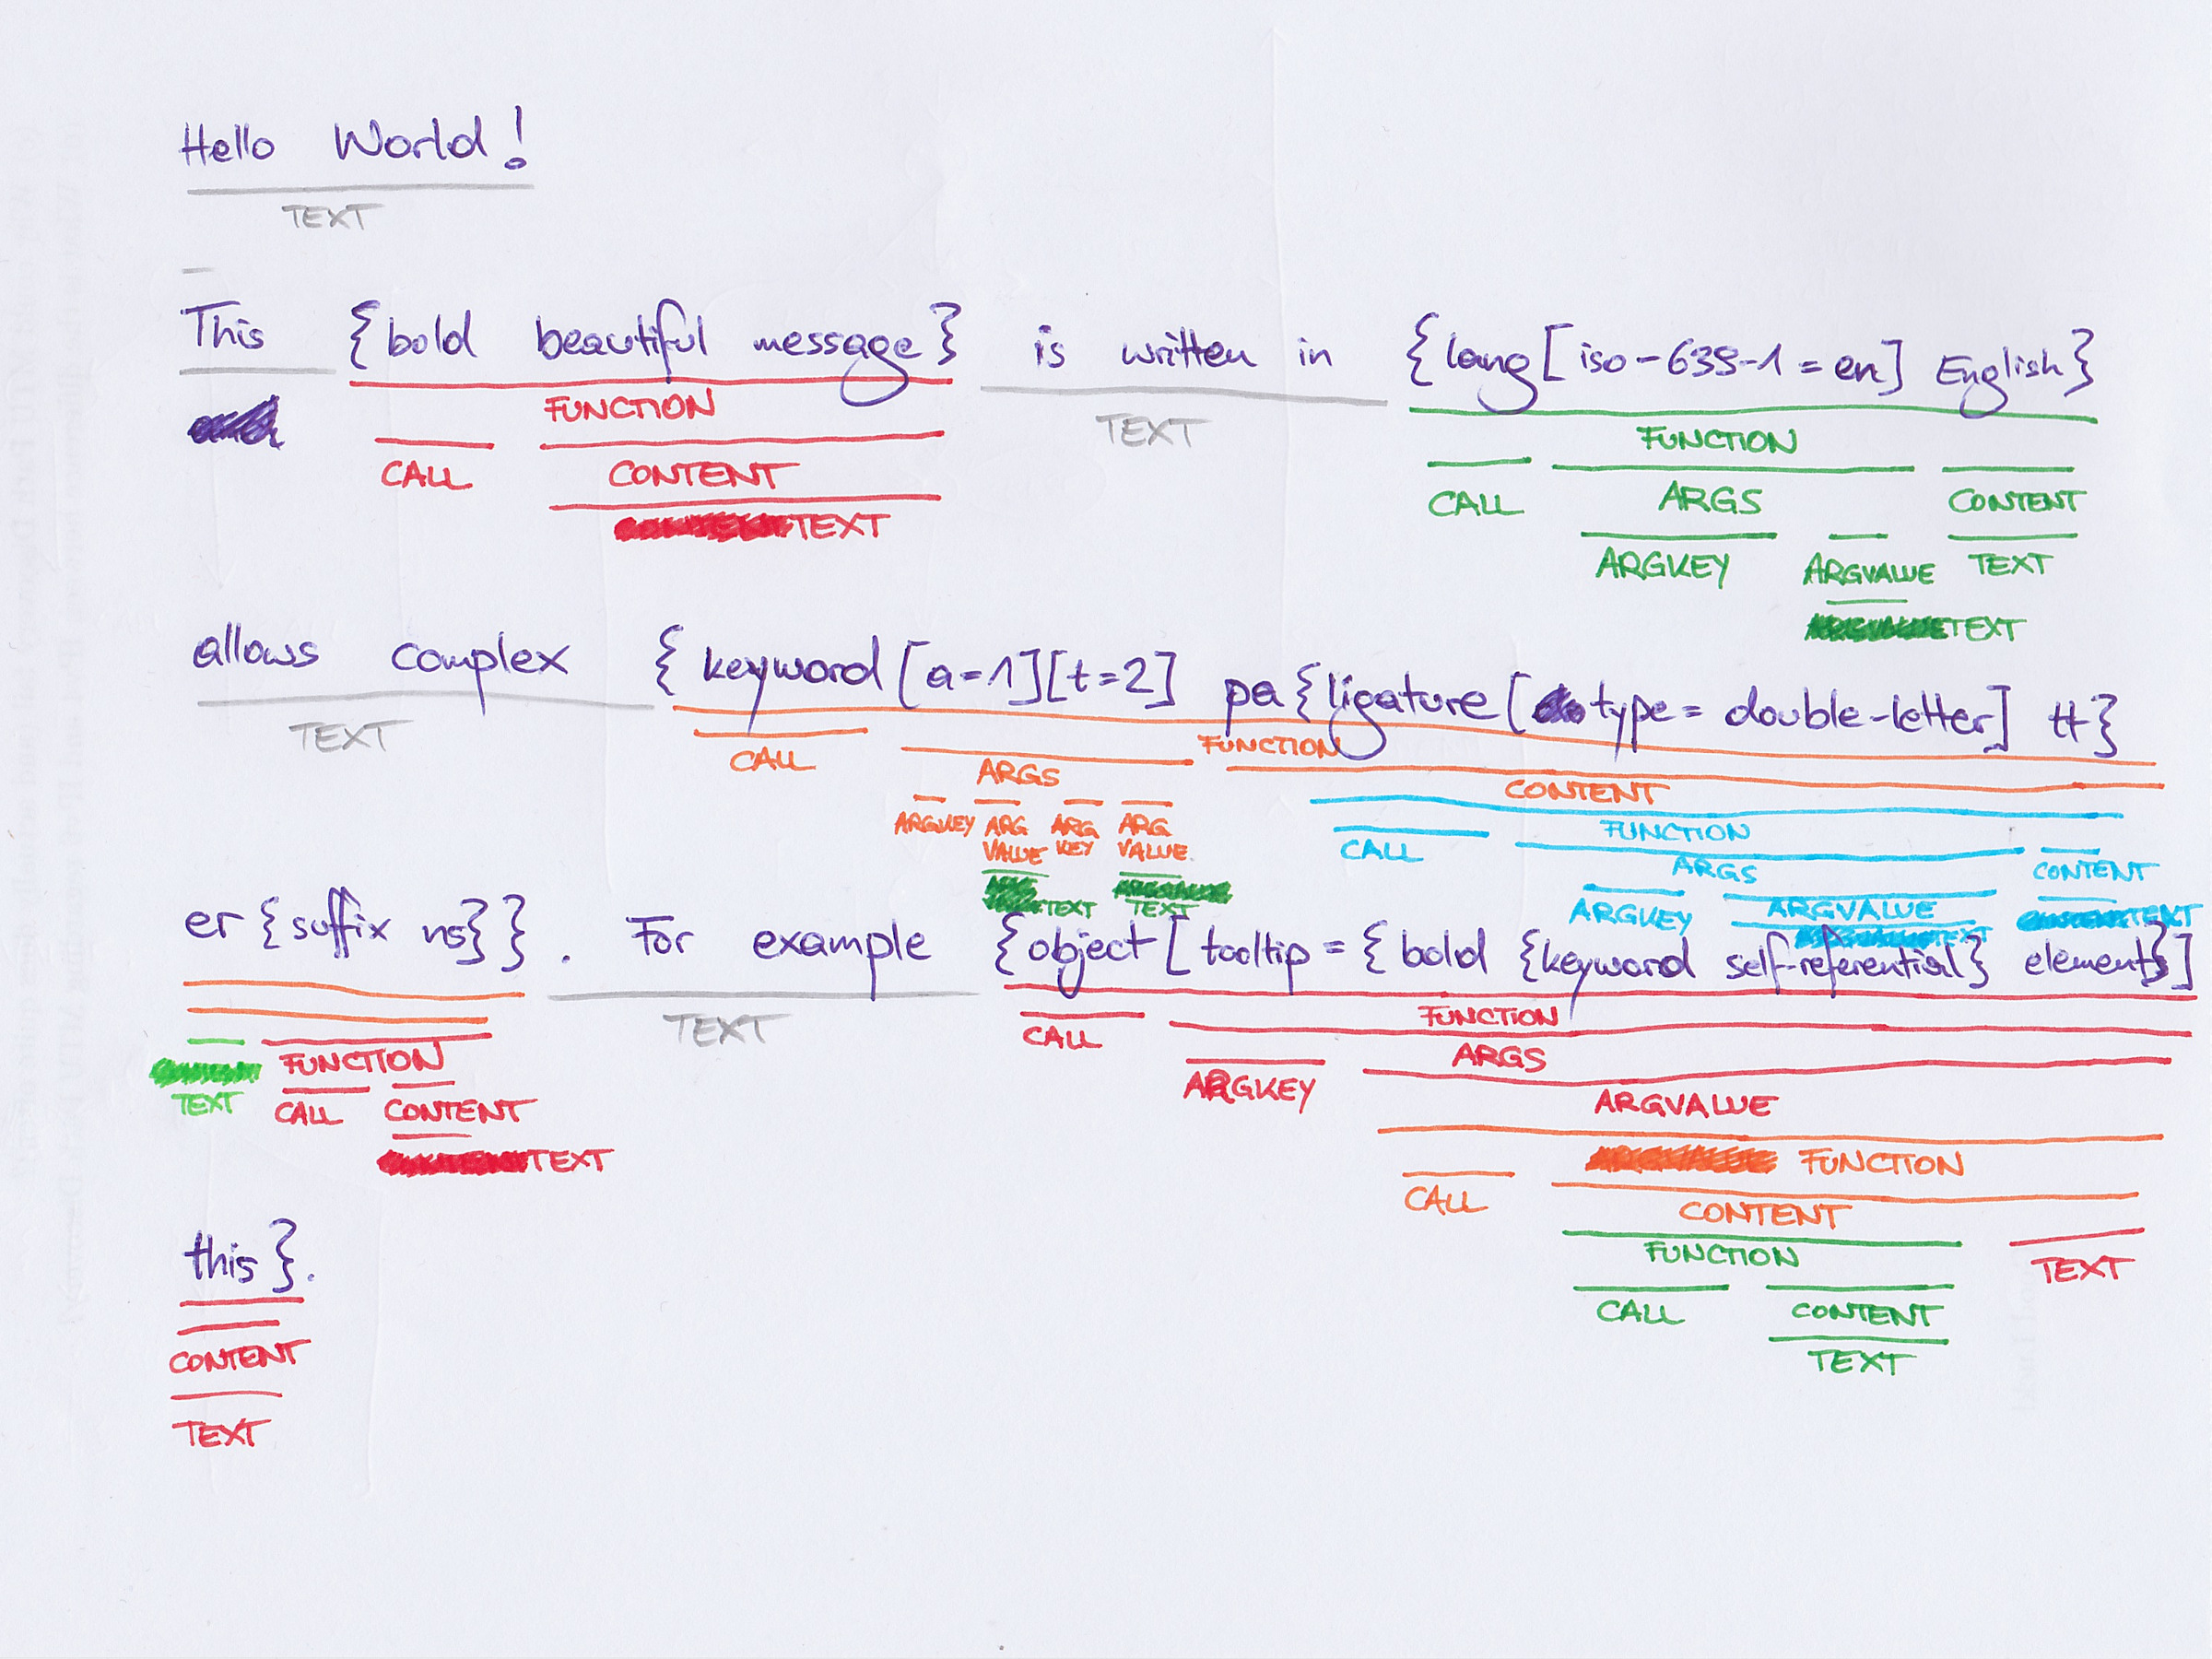 Hello World!
TEXT
This {bold beautiful message} is written in {lang[iso-639-1=en] English}
FUNCTION TEXT FUNCTION
CALL CONTENT CALL ARGS CONTENT
TEXT ARGKEY ARGVALUE TEXT
TEXT
allows complex {keyword[a=1][t=2] pa{ligature[type=double-letter] tt}
TEXT CALL FUNCTION
ARGS CONTENT
ARGKEY ARG VALUE ARG KEY ARG VALUE CALL FUNCTION
ARGS CONTENT
TEXT TEXT ARGKEY ARGVALUE TEXT
TEXT
er{suffix ns}}. For example {object[tooltip={bold {keyword self-referential} element}]
TEXT CALL FUNCTION
FUNCTION ARGS
TEXT CALL CONTENT ARGKEY ARGVALUE
TEXT FUNCTION
CALL CONTENT
this}. FUNCTION TEXT
CALL CONTENT
CONTENT TEXT
TEXT